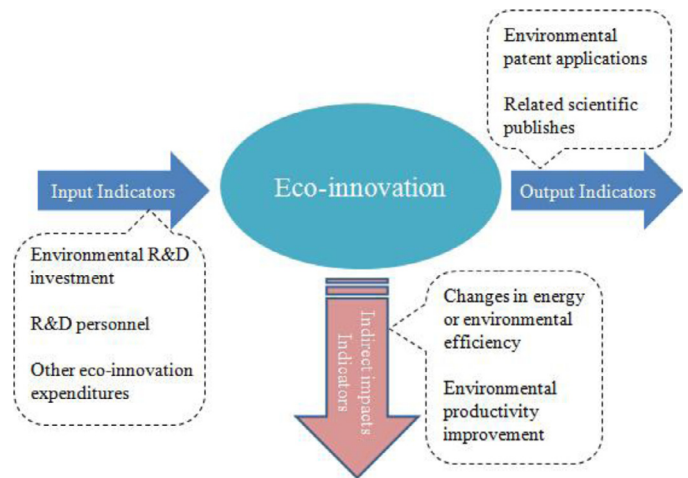 Environmental
patent applications
Related scientific
publishes
Eco-innovation
Input Indicators
Output Indicators
Environmental R&D
investment
R&D personnel
Other eco-innovation
expenditures
Indirect impacts
Indicators
Changes in energy
or environmental
efficiency
Environmental
productivity
improvement